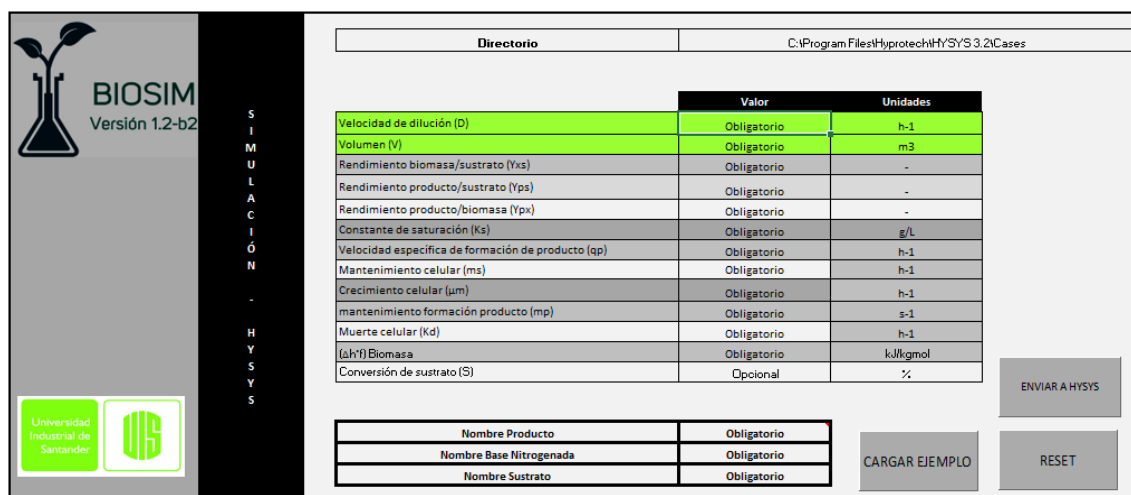 BIOSIM
Versión 1.2-b2
SIMULACIÓN - HYSYS
Universidad
Industrial de
Santander
UIS
Directorio C:\Program Files\Hyprotech\HYSYS 3.2\Cases
Valor Unidades
Velocidad de dilución (D) Obligatorio h-1
Volumen (V) Obligatorio m3
Rendimiento biomasa/sustrato (Yxs) Obligatorio -
Rendimiento producto/sustrato (Yps) Obligatorio -
Rendimiento producto/biomasa (Ypx) Obligatorio -
Constante de saturación (Ks) Obligatorio g/L
Velocidad específica de formación de producto (qp) Obligatorio h-1
Mantenimiento celular (ms) Obligatorio h-1
Crecimiento celular (µm) Obligatorio h-1
mantenimiento formación producto (mp) Obligatorio s-1
Muerte celular (Kd) Obligatorio h-1
(∆h°f) Biomasa Obligatorio kJ/kgmol
Conversión de sustrato (S) Opcional %
ENVIAR A HYSYS
Nombre Producto Obligatorio
Nombre Base Nitrogenada Obligatorio
Nombre Sustrato Obligatorio
CARGAR EJEMPLO
RESET